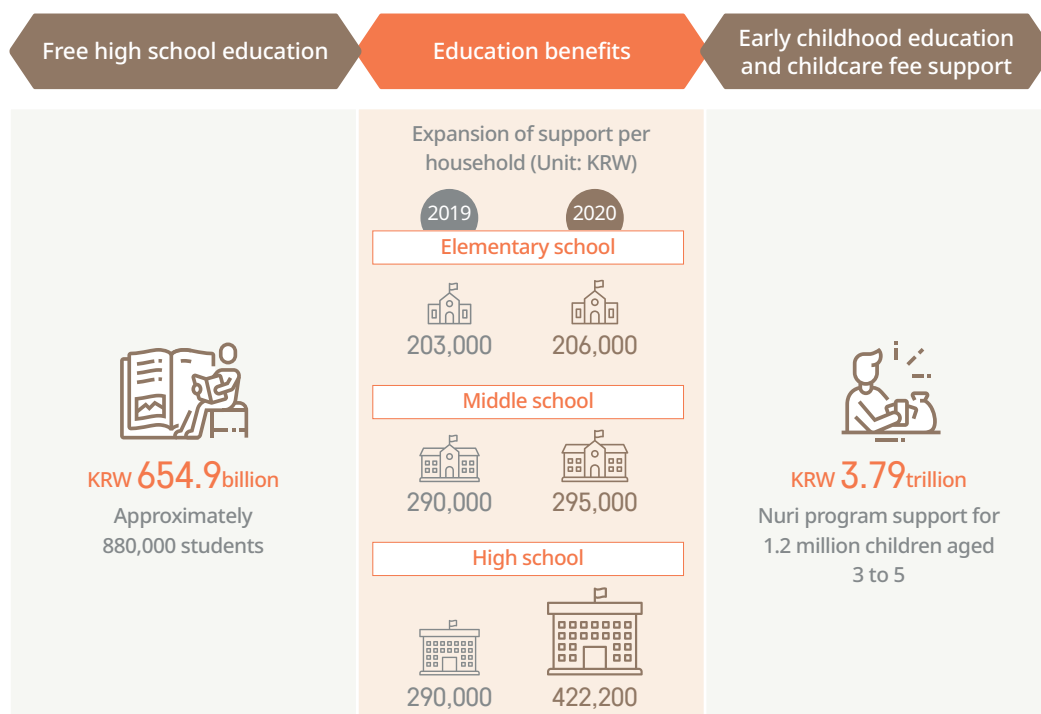 Free high school education
Education benefits
Early childhood education
and childcare fee support
KRW 654.9billion
Approximately
880,000 students
Expansion of support per
household (Unit: KRW)
2019
2020
Elementary school
203,000
206,000
Middle school
290,000
295,000
High school
290,000
422,200
KRW 3.79trillion
Nuri program support for
1.2 million children aged
3 to 5